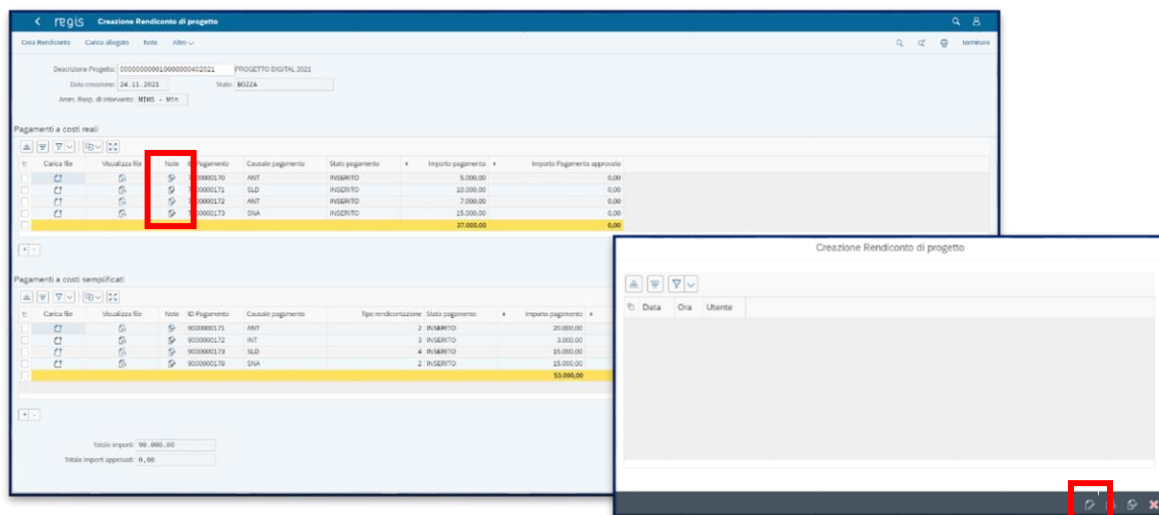 regis Creazione Rendiconto di progetto
Crea Rendiconto Carica allegato Note Altro
terminare
Descrizione Progetto: PROGETTO DIGITAL 2021
Data creazione: 24.11.2021 Stato: BOZZA
Amm. Resp. di intervento: MIMS - Min
Pagamenti a costi reali
Carica file Visualizza file Note Pagamento Causale pagamento Stato pagamento Importo pagamento Importo Pagamento approvato
0000170 ANT INSERITO 5.000,00 0,00
0000171 SLD INSERITO 10.000,00 0,00
0000172 ANT INSERITO 7.000,00 0,00
0000173 SNA INSERITO 15.000,00 0,00
37.000,00 0,00
Pagamenti a costi semplificati
Carica file Visualizza file Note ID Pagamento Causale pagamento Tipo rendicontazione Stato pagamento Importo pagamento
9000000171 ANT 2 INSERITO 20.000,00
9000000172 INT 3 INSERITO 3.000,00
9000000173 SLD 4 INSERITO 15.000,00
9000000178 SNA 2 INSERITO 15.000,00
53.000,00
Totale importi: 90.000,00
Totale importi approvati: 0,00
Creazione Rendiconto di progetto
Data Ora Utente